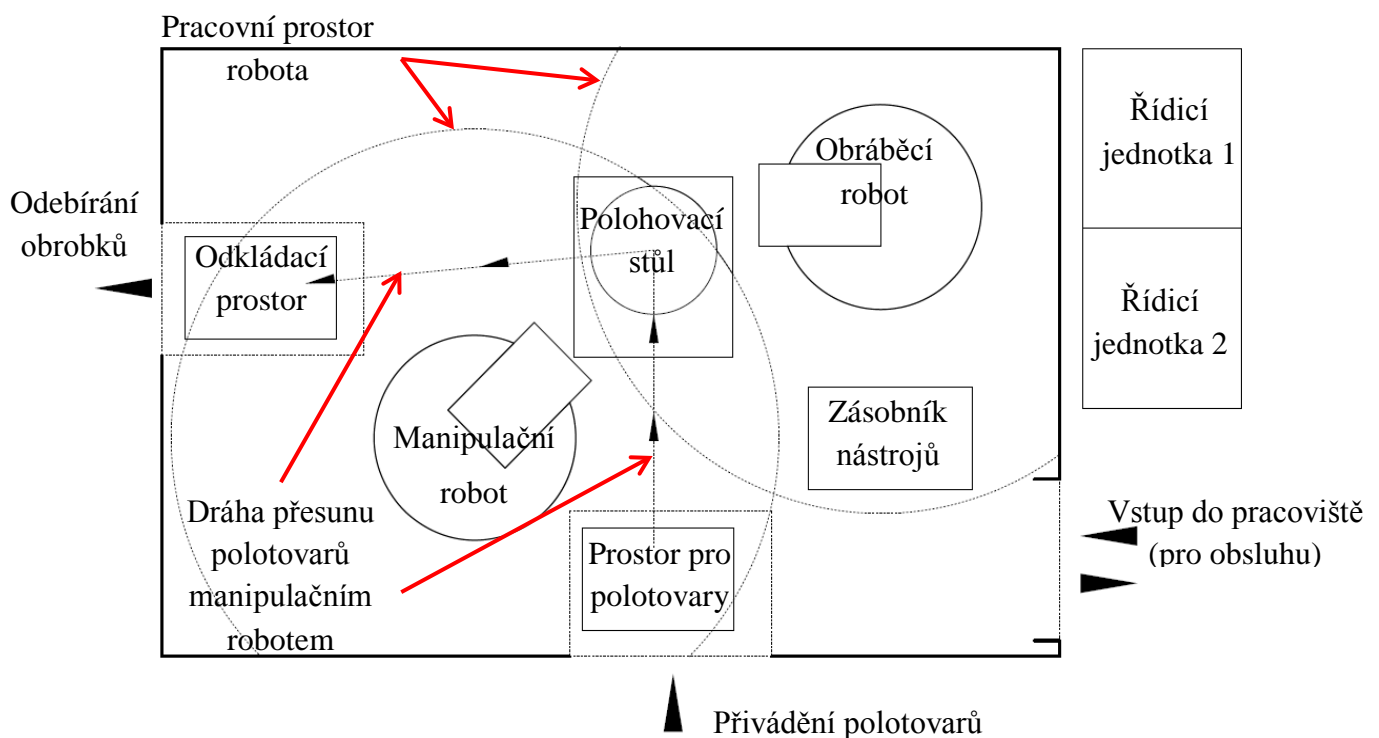 Pracovní prostor
robota
Řídicí
jednotka 1
Obráběcí
robot
Odebírání
obrobků
Polohovací
stůl
Odkládací
prostor
Řídicí
jednotka 2
Zásobník
nástrojů
Manipulační
robot
Dráha přesunu
polotovarů
manipulačním
robotem
Vstup do pracoviště
(pro obsluhu)
Prostor pro
polotovary
Přivádění polotovarů